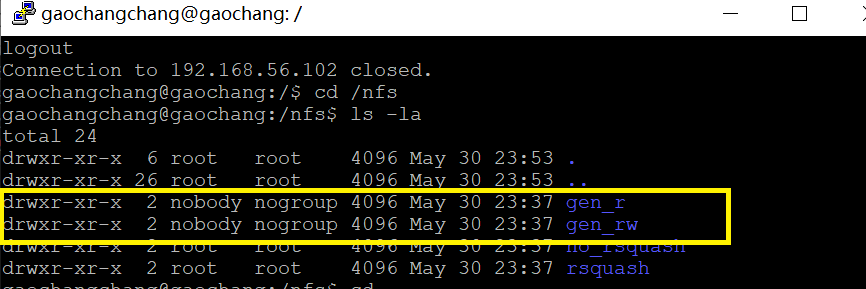 gaochangchang@gaochang: /
logout
Connection to 192.168.56.102 closed.
gaochangchang@gaochang:/$ cd /nfs
gaochangchang@gaochang:/nfs$ ls -la
total 24
drwxr-xr-x  6 root   root    4096 May 30 23:53 .
drwxr-xr-x 26 root   root    4096 May 30 23:53 ..
drwxr-xr-x  2 nobody nogroup 4096 May 30 23:37 gen_r
drwxr-xr-x  2 nobody nogroup 4096 May 30 23:37 gen_rw
drwxr-xr-x  2 root   root    4096 May 30 23:37 no_rsquash
drwxr-xr-x  2 root   root    4096 May 30 23:37 rsquash
gaochangchang@gaochang:/nfs$ cd